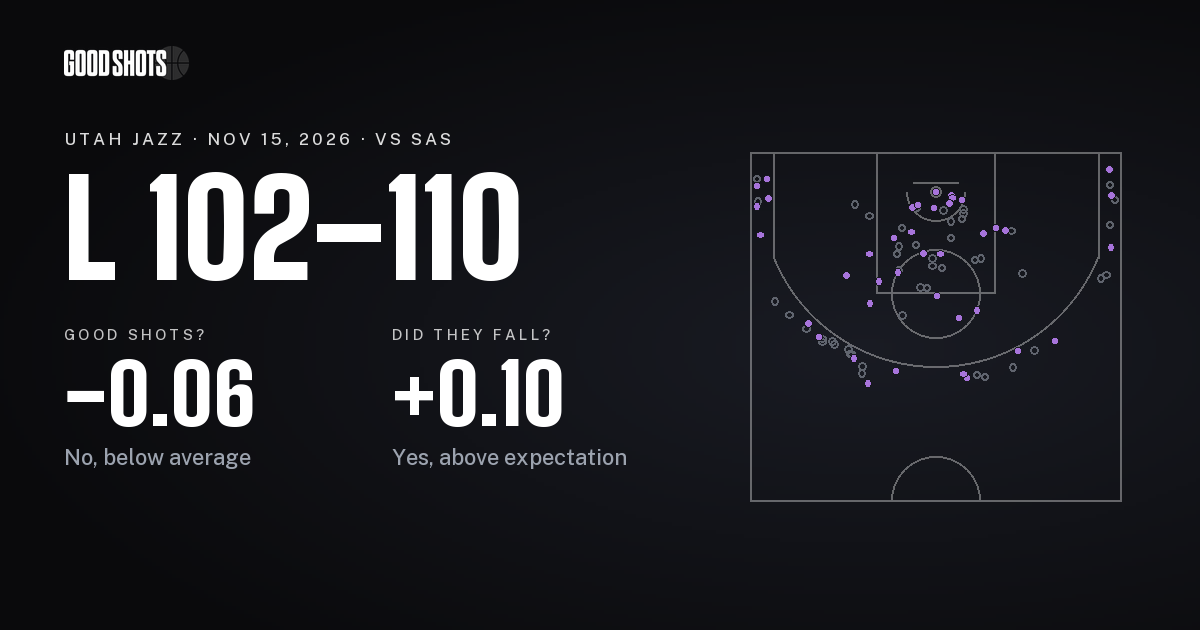 GOOD SHOTS
UTAH JAZZ · NOV 15, 2026 · VS SAS
L 102–110
GOOD SHOTS?
−0.06
No, below average
DID THEY FALL?
+0.10
Yes, above expectation